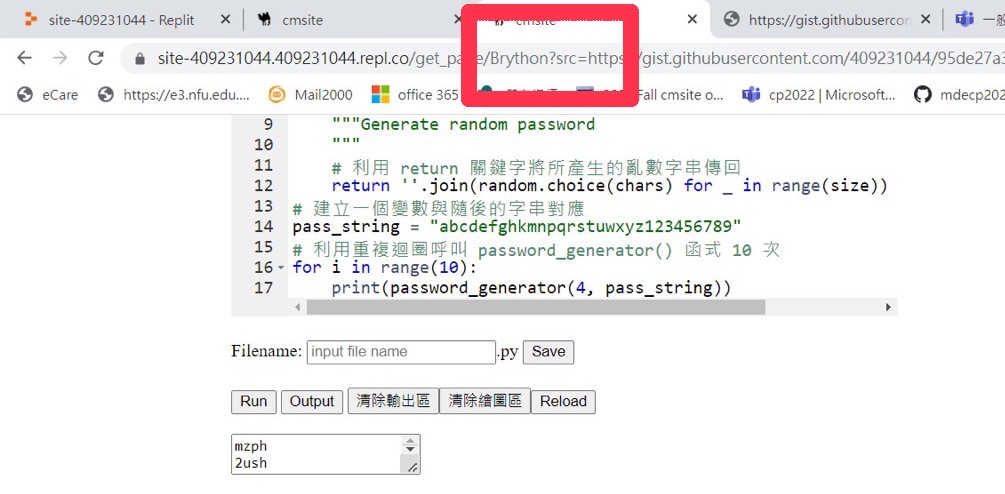 site-409231044 - Replit
cmsite
cmsite
https://gist.githubusercon
site-409231044.409231044.repl.co/get_page/Brython?src=https://gist.githubusercontent.com/409231044/95de27a3
eCare
https://e3.nfu.edu....
Mail2000
office 365
Fall cmsite o...
cp2022 | Microsoft...
mdecp202
9 """Generate random password
10 """
11 # 利用 return 關鍵字將所產生的亂數字串傳回
12 return ''.join(random.choice(chars) for _ in range(size))
13 # 建立一個變數與隨後的字串對應
14 pass_string = "abcdefghkmnpqrstuwxyz123456789"
15 # 利用重複迴圈呼叫 password_generator() 函式 10 次
16 for i in range(10):
17 print(password_generator(4, pass_string))
Filename: input file name .py Save
Run Output 清除輸出區 清除繪圖區 Reload
mzph
2ush